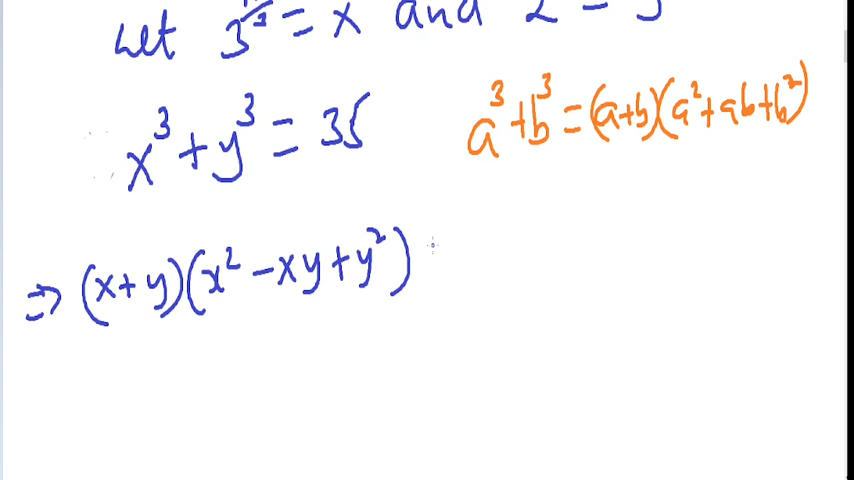 Let 3 = x and 2 =
x³ + y³ = 35
a³ + b³ = (a+b)(a² + ab + b²)
⇒ (x + y)(x² - xy + y²)